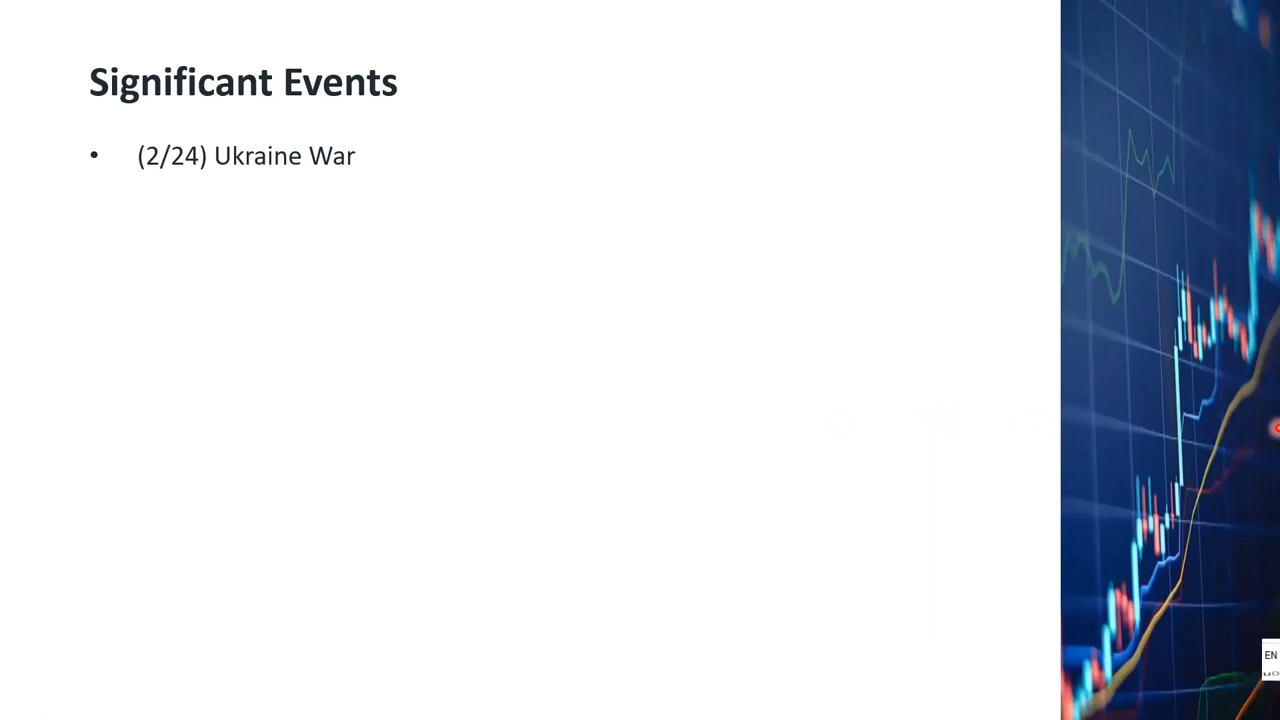 Significant Events
• (2/24) Ukraine War
EN